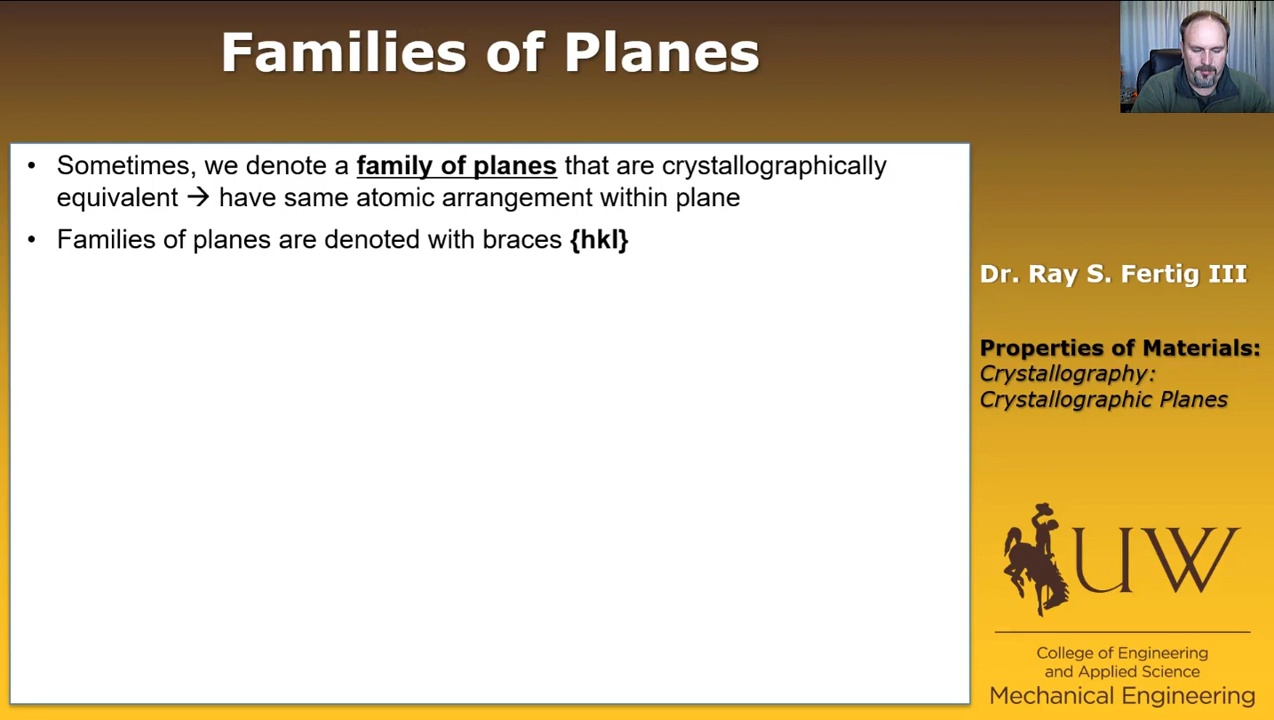 Families of Planes
• Sometimes, we denote a family of planes that are crystallographically
equivalent → have same atomic arrangement within plane
• Families of planes are denoted with braces {hkl}
Dr. Ray S. Fertig III
Properties of Materials:
Crystallography:
Crystallographic Planes
UW
College of Engineering
and Applied Science
Mechanical Engineering